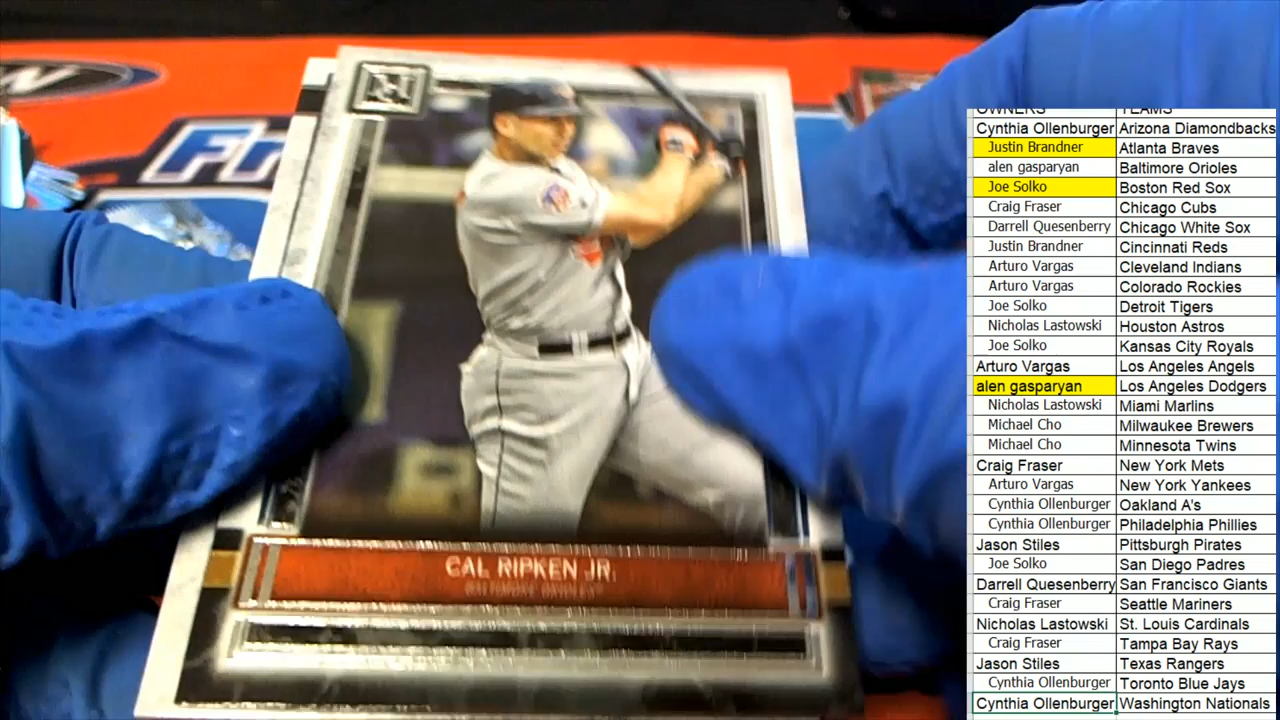 CAL RIPKEN JR.
BALTIMORE ORIOLES
OWNERS TEAMS
Cynthia Ollenburger Arizona Diamondbacks
Justin Brandner Atlanta Braves
alen gasparyan Baltimore Orioles
Joe Solko Boston Red Sox
Craig Fraser Chicago Cubs
Darrell Quesenberry Chicago White Sox
Justin Brandner Cincinnati Reds
Arturo Vargas Cleveland Indians
Arturo Vargas Colorado Rockies
Joe Solko Detroit Tigers
Nicholas Lastowski Houston Astros
Joe Solko Kansas City Royals
Arturo Vargas Los Angeles Angels
alen gasparyan Los Angeles Dodgers
Nicholas Lastowski Miami Marlins
Michael Cho Milwaukee Brewers
Michael Cho Minnesota Twins
Craig Fraser New York Mets
Arturo Vargas New York Yankees
Cynthia Ollenburger Oakland A's
Cynthia Ollenburger Philadelphia Phillies
Jason Stiles Pittsburgh Pirates
Joe Solko San Diego Padres
Darrell Quesenberry San Francisco Giants
Craig Fraser Seattle Mariners
Nicholas Lastowski St. Louis Cardinals
Craig Fraser Tampa Bay Rays
Jason Stiles Texas Rangers
Cynthia Ollenburger Toronto Blue Jays
Cynthia Ollenburger Washington Nationals